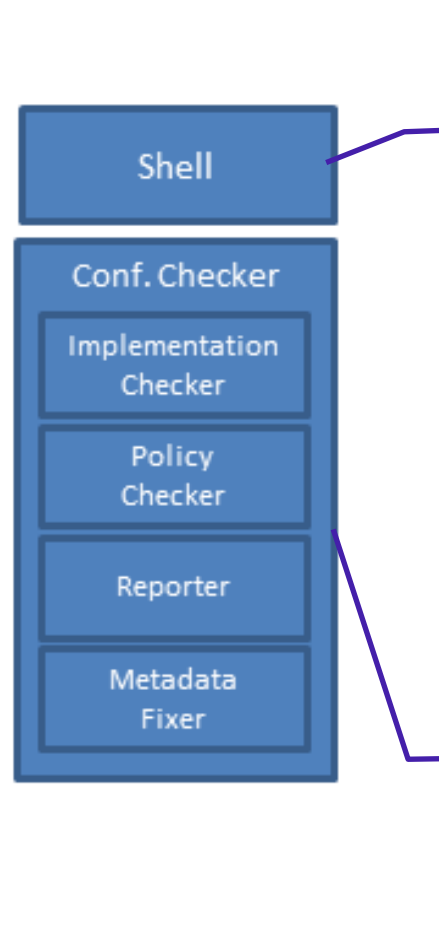 Shell
Conf. Checker
Implementation
Checker
Policy
Checker
Reporter
Metadata
Fixer